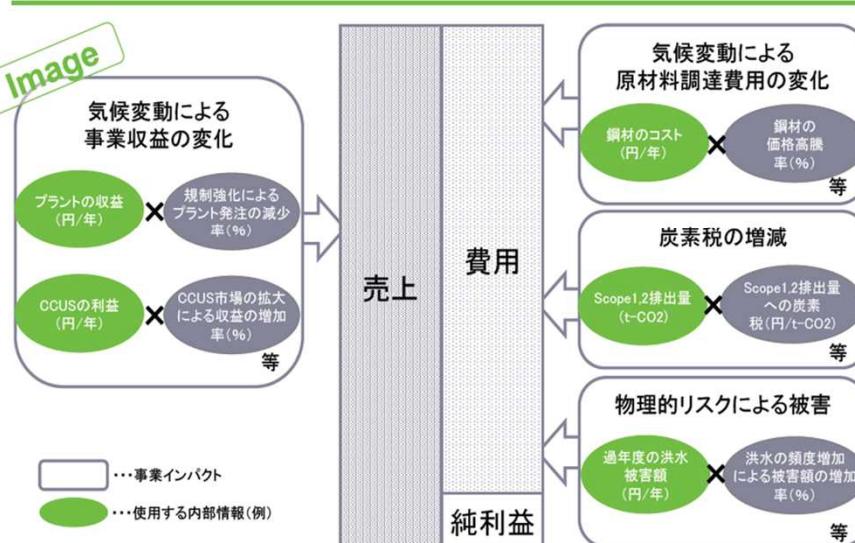 Image
気候変動による
事業収益の変化
プラントの収益
(円/年)
×
規制強化による
プラント発注の減少
率(%)
CCUSの利益
(円/年)
×
CCUS市場の拡大
による収益の増加
率(%)
等
売上
費用
純利益
気候変動による
原材料調達費用の変化
鋼材のコスト
(円/年)
×
鋼材の
価格高騰
率(%)
等
炭素税の増減
Scope1,2排出量
(t-CO2)
×
Scope1,2排出量
への炭素
税(円/t-CO2)
等
物理的リスクによる被害
過年度の洪水
被害額
(円/年)
×
洪水の頻度増加
による被害額の増加
率(%)
等
･･･事業インパクト
･･･使用する内部情報(例)